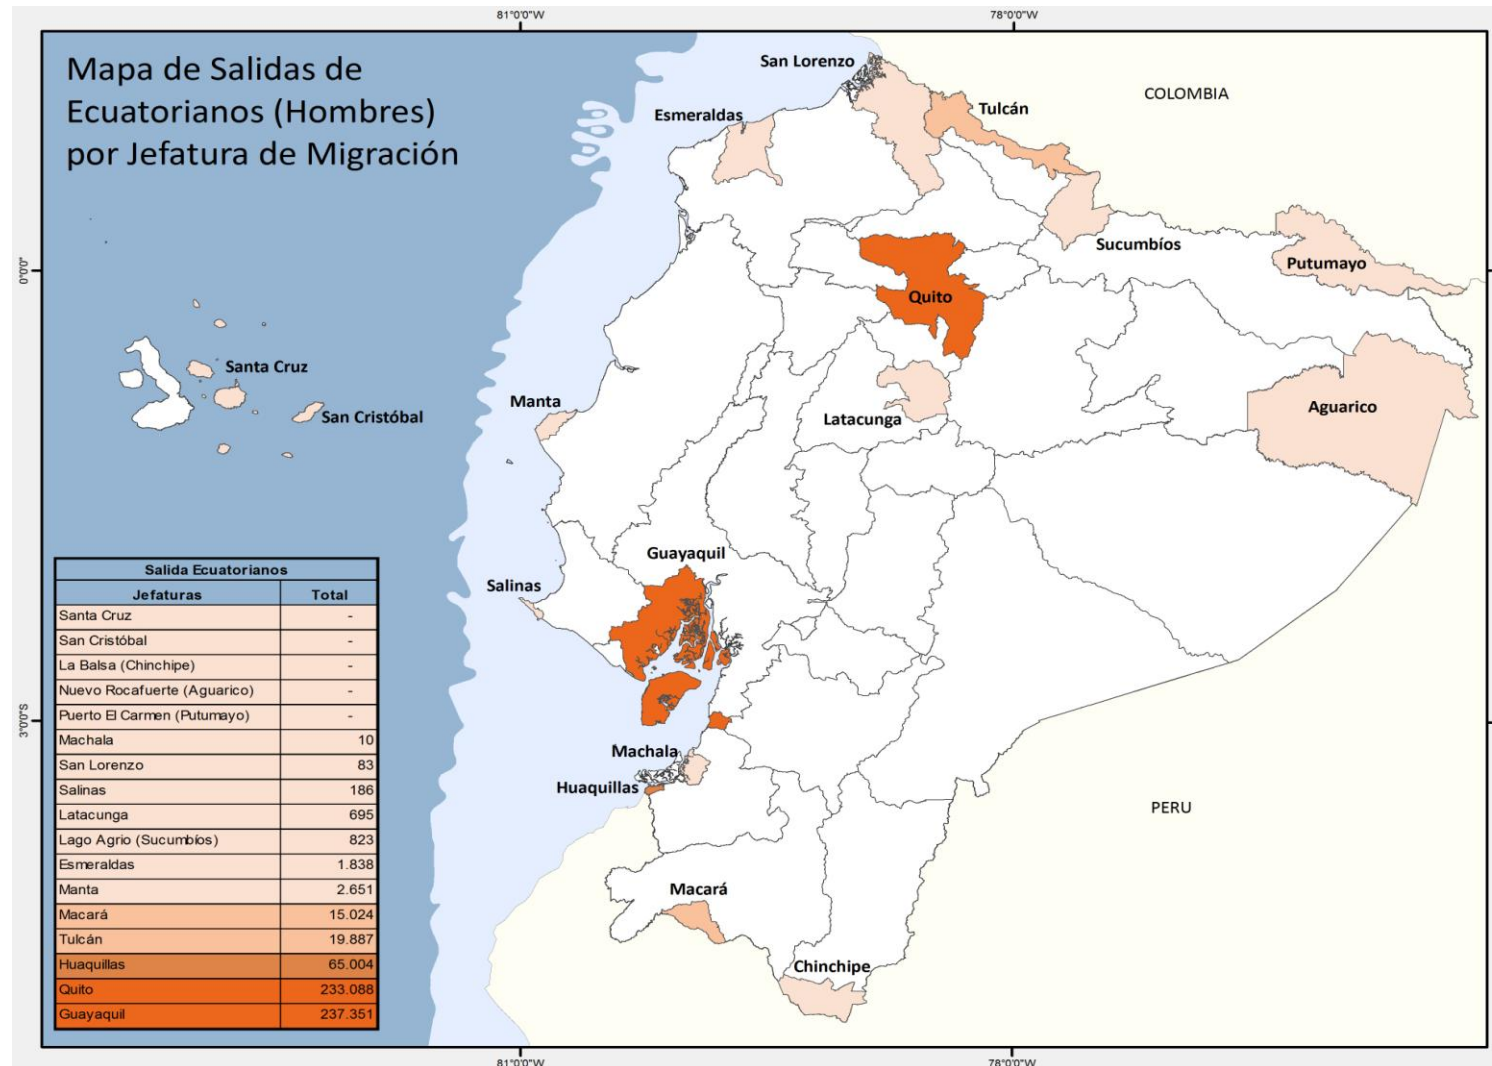 81°0'0"W
78°0'0"W
Mapa de Salidas de
Ecuatorianos (Hombres)
por Jefatura de Migración
San Lorenzo
COLOMBIA
Tulcán
Esmeraldas
Sucumbíos
Putumayo
0°0'0"
Quito
Santa Cruz
San Cristóbal
Manta
Latacunga
Aguarico
Guayaquil
Salinas
Salida Ecuatorianos
Jefaturas Total
Santa Cruz -
San Cristóbal -
La Balsa (Chinchipe) -
Nuevo Rocafuerte (Aguarico) -
Puerto El Carmen (Putumayo) -
Machala 10
San Lorenzo 83
Salinas 186
Latacunga 695
Lago Agrio (Sucumbíos) 823
Esmeraldas 1.838
Manta 2.651
Macará 15.024
Tulcán 19.887
Huaquillas 65.004
Quito 233.088
Guayaquil 237.351
3°0'0"S
Machala
Huaquillas
PERU
Macará
Chinchipe
81°0'0"W
78°0'0"W